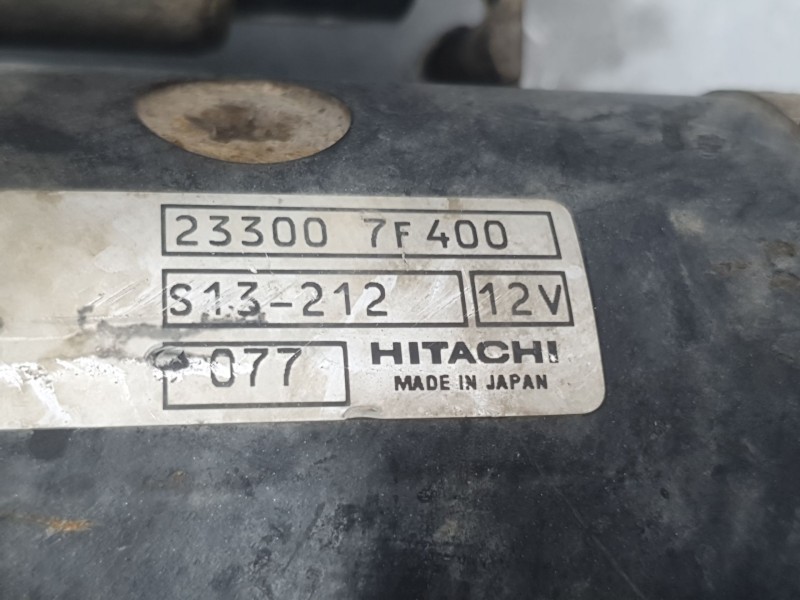 23300 7F400
S13-212 12V
077 HITACHI
MADE IN JAPAN